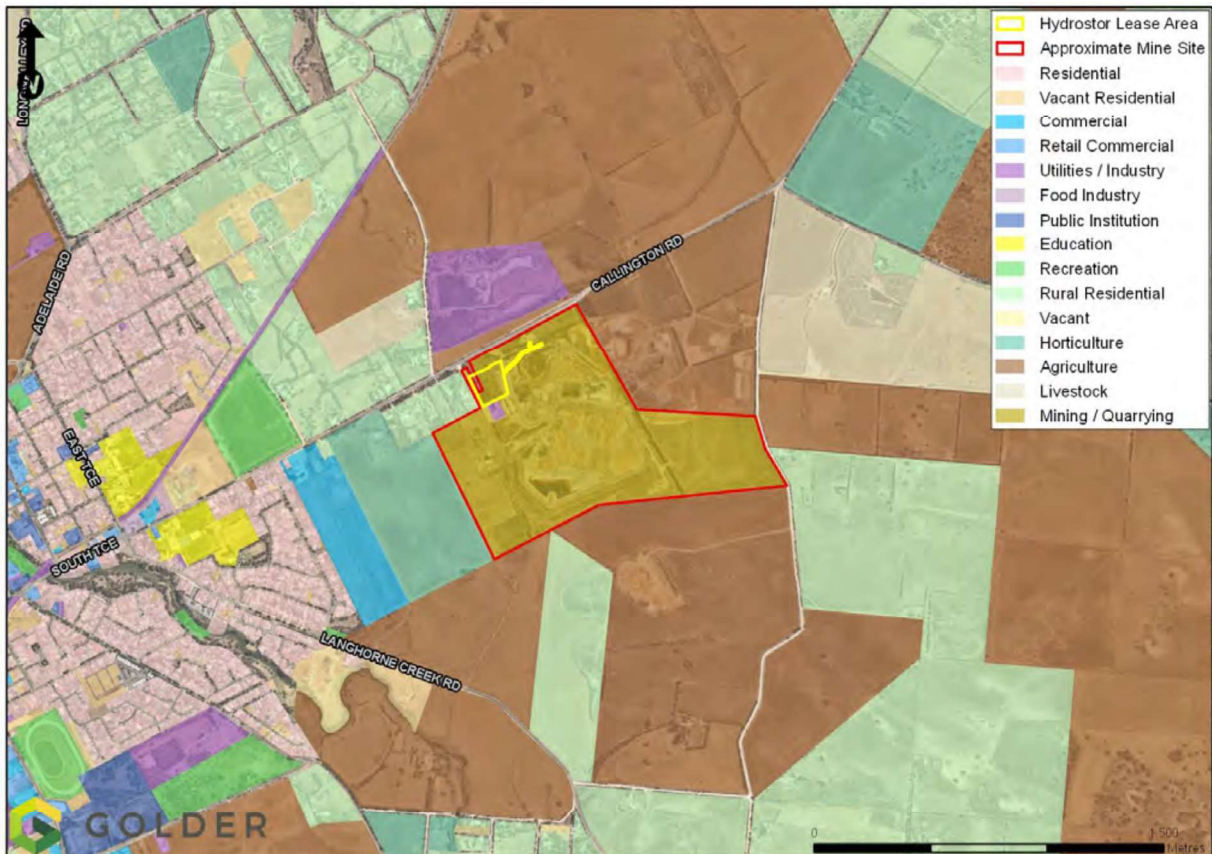 Hydrostor Lease Area
Approximate Mine Site
Residential
Vacant Residential
Commercial
Retail Commercial
Utilities / Industry
Food Industry
Public Institution
Education
Recreation
Rural Residential
Vacant
Horticulture
Agriculture
Livestock
Mining / Quarrying
CALLINGTON RD
ADELAIDE RD
EAST TCE
SOUTH TCE
LANGHORNE CREEK RD
GOLDER
0
500
Metres